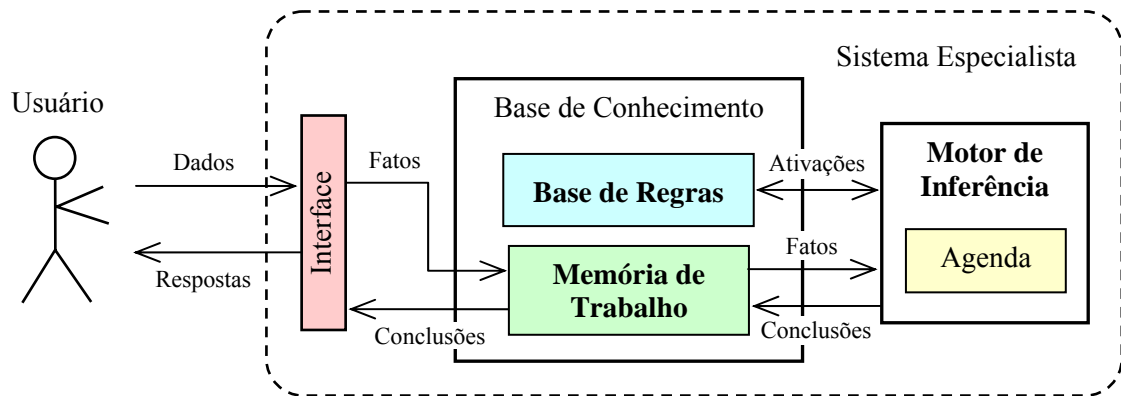 Sistema Especialista
Usuário
Base de Conhecimento
Dados
Fatos
Interface
Respostas
Base de Regras
Ativações
Motor de
Inferência
Memória de
Trabalho
Fatos
Agenda
Conclusões
Conclusões